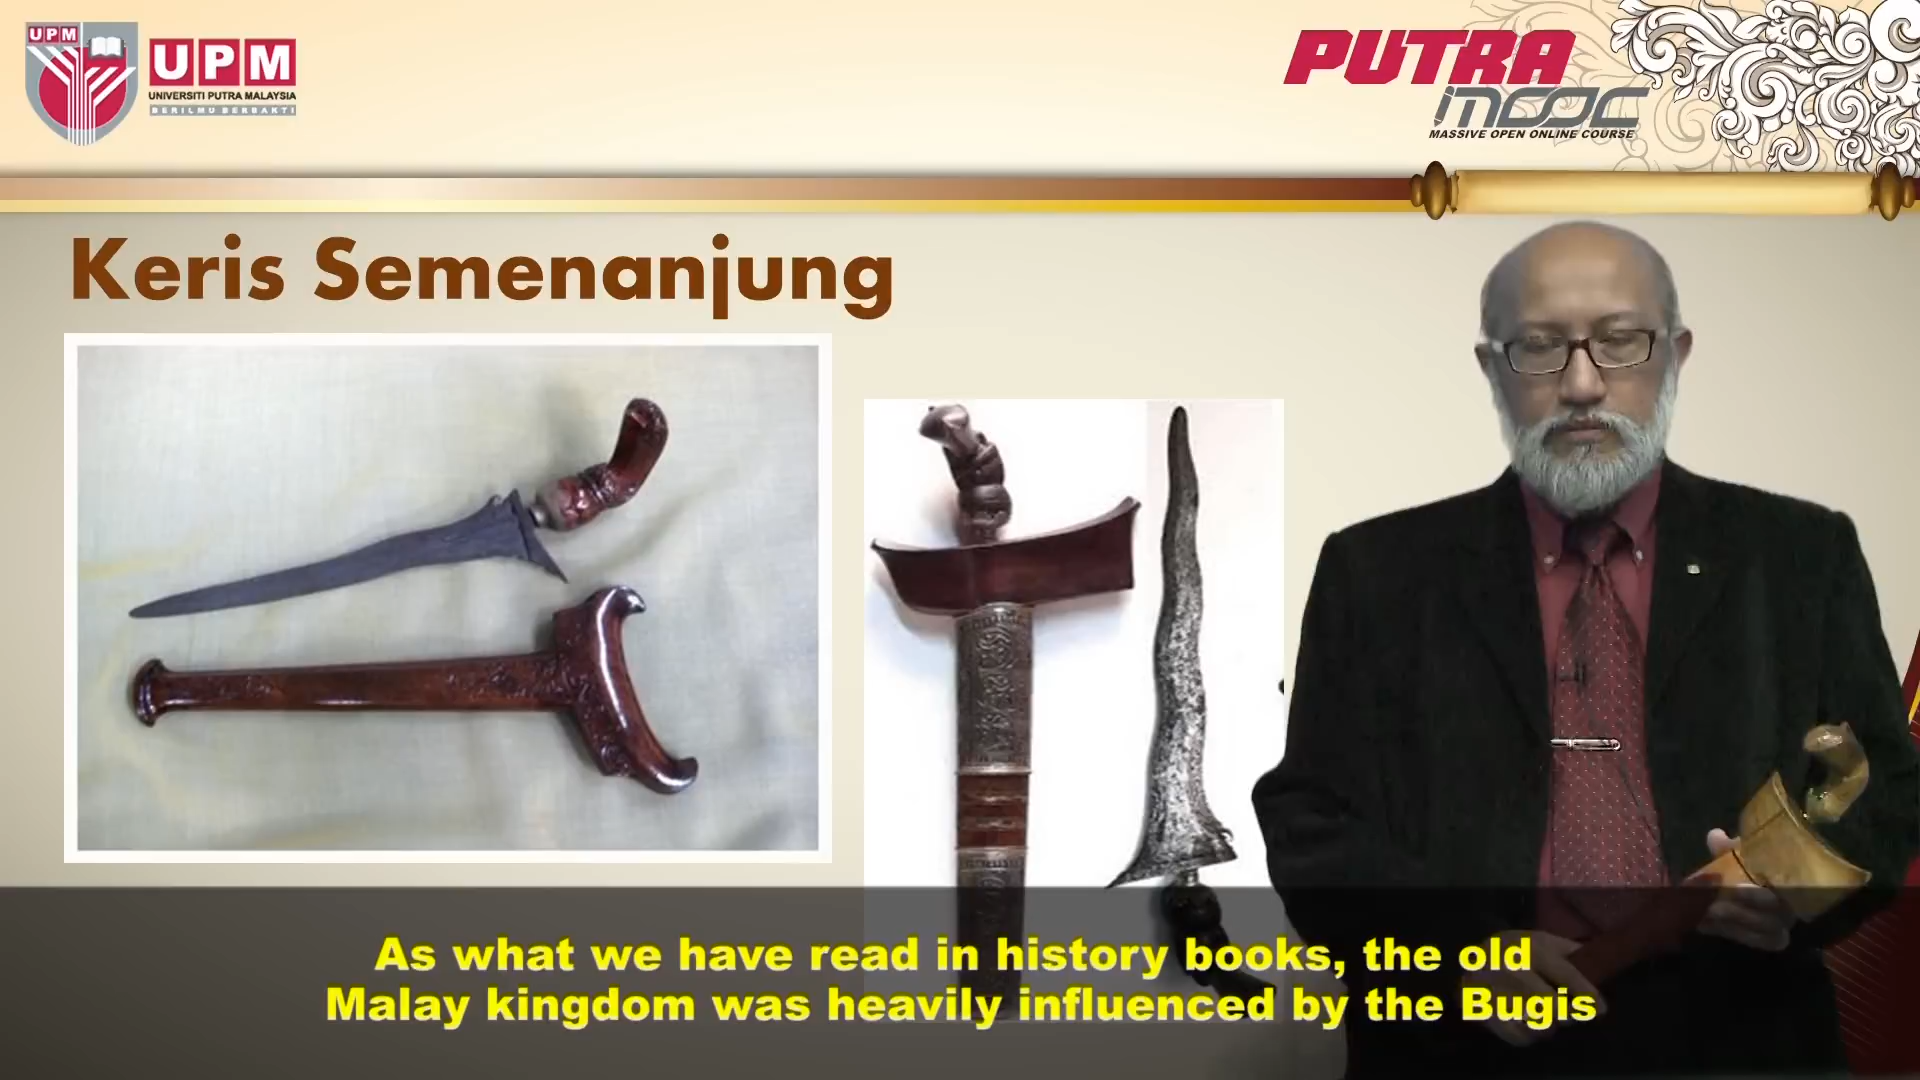 UPM
UPM
UNIVERSITI PUTRA MALAYSIA
BERILMU BERBAKTI
PUTRA
mooc
MASSIVE OPEN ONLINE COURSE
Keris Semenanjung
As what we have read in history books, the old
Malay kingdom was heavily influenced by the Bugis